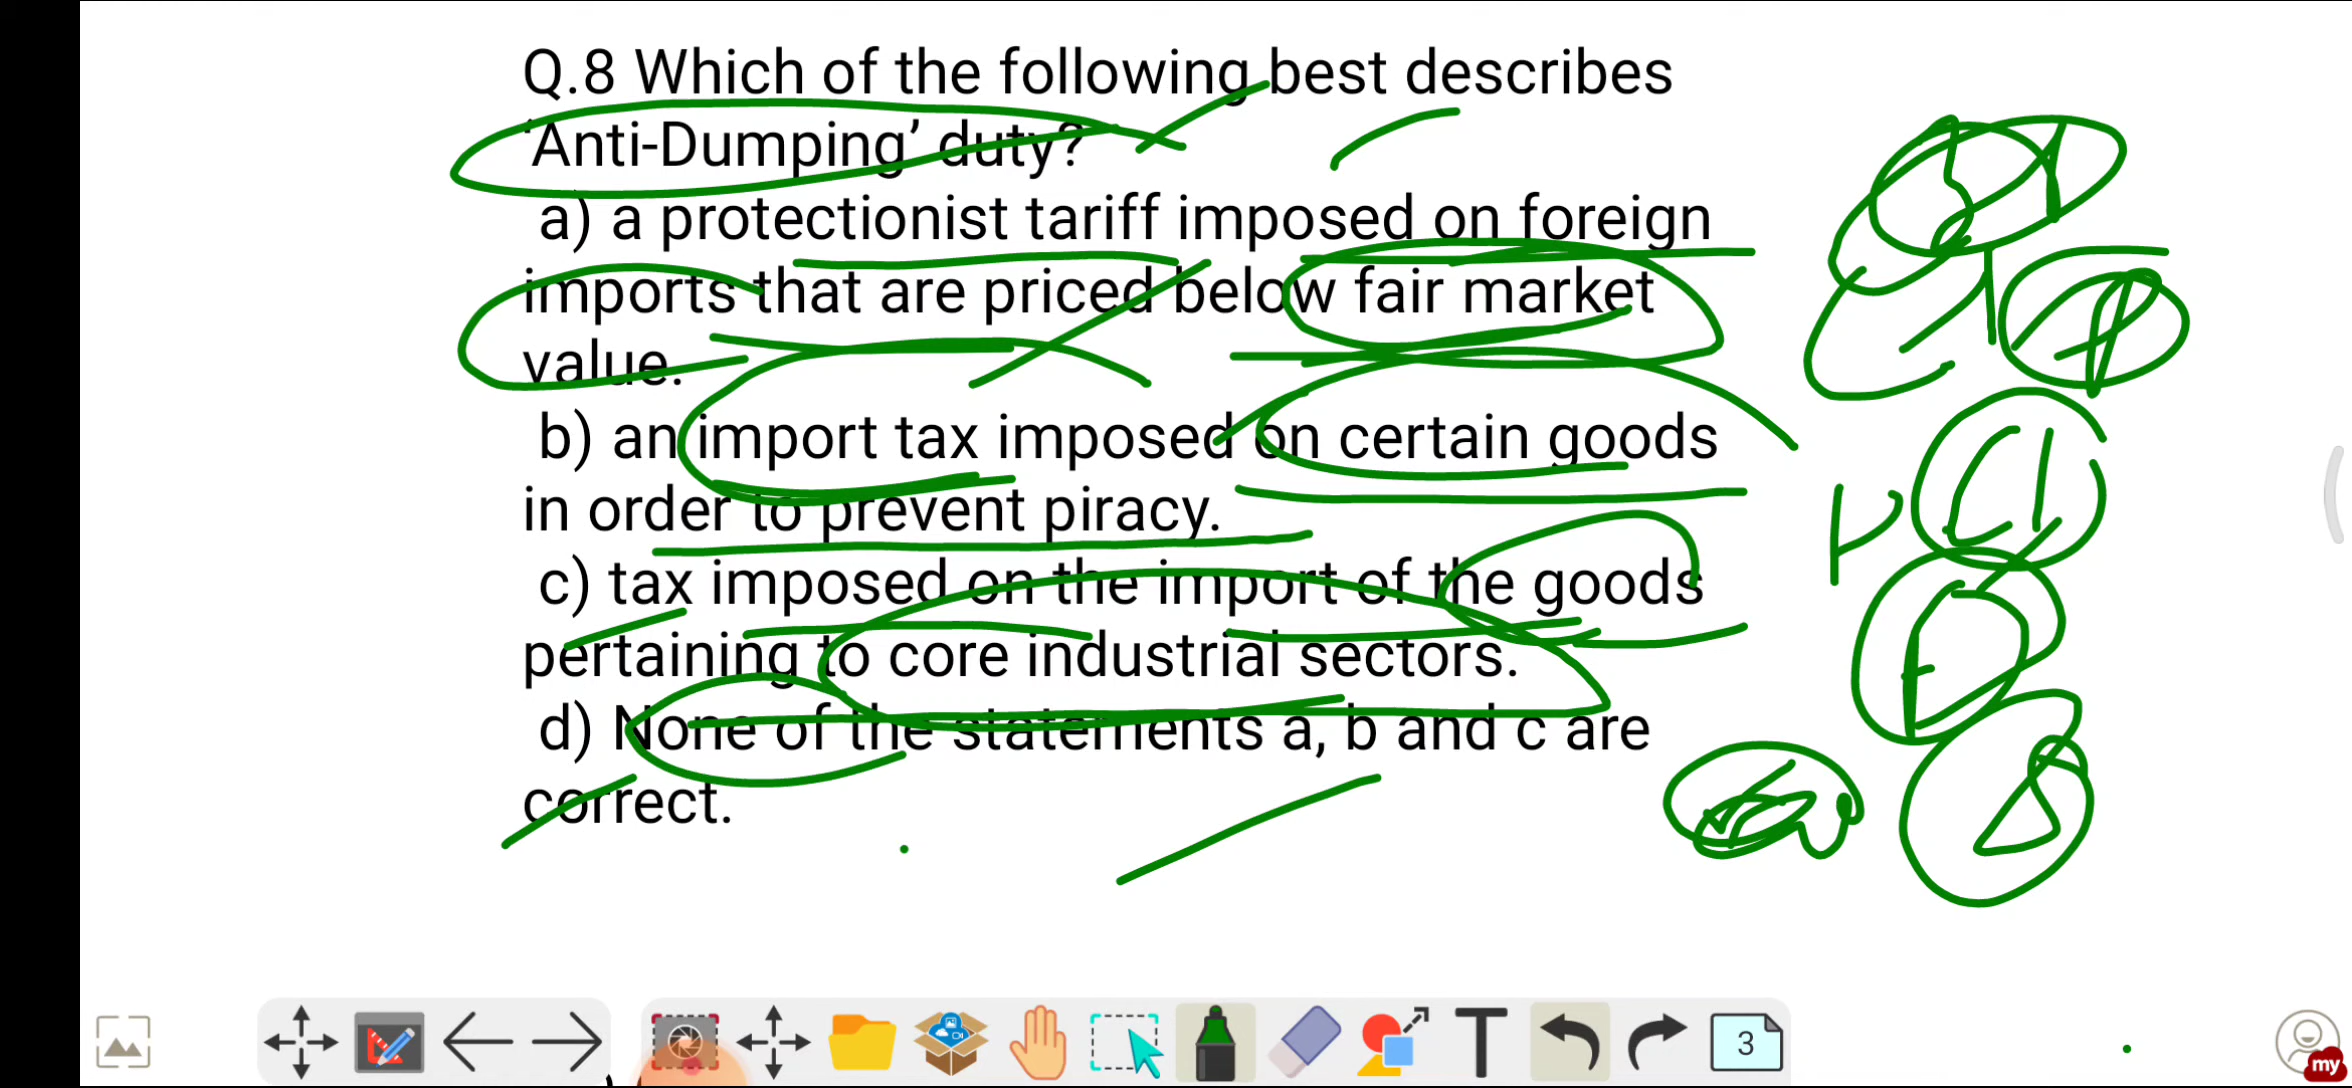 Q.8 Which of the following best describes
‘Anti-Dumping’ duty?
a) a protectionist tariff imposed on foreign
imports that are priced below fair market
value.
b) an import tax imposed on certain goods
in order to prevent piracy.
c) tax imposed on the import of the goods
pertaining to core industrial sectors.
d) None of the statements a, b and c are
correct.
T
3
my